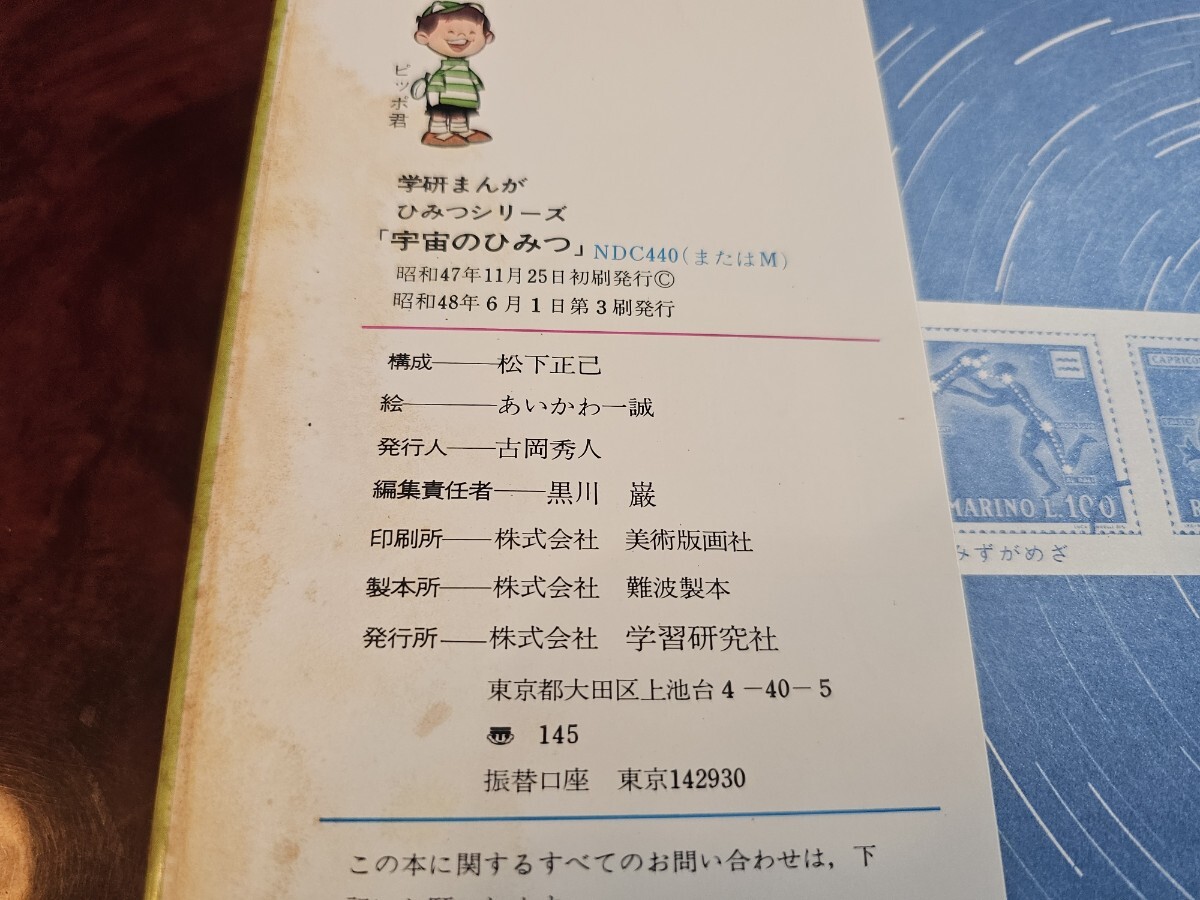 ピッポ君
学研まんが
ひみつシリーズ
「宇宙のひみつ」NDC440(またはM)
昭和47年11月25日初刷発行©
昭和48年6月1日第3刷発行
構成――松下正己
絵――あいかわ一誠
発行人――古岡秀人
編集責任者――黒川 巌
印刷所――株式会社 美術版画社
製本所――株式会社 難波製本
発行所――株式会社 学習研究社
東京都大田区上池台4-40-5
145
振替口座 東京142930
この本に関するすべてのお問い合わせは,下
MARINO L.100
みずがめざ
CAPRICO